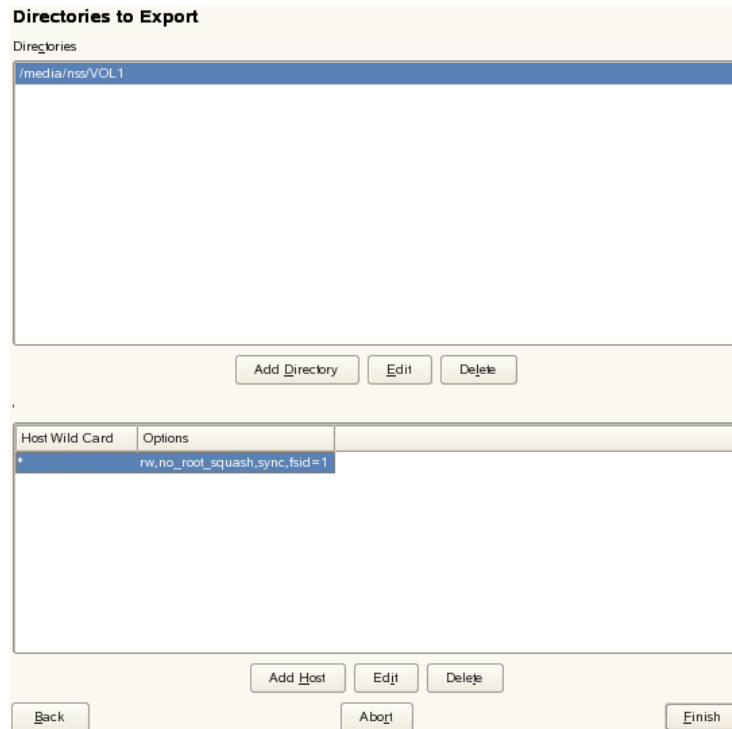 Directories to Export
Directories
/media/nss/VOL1
Add Directory Edit Delete
Host Wild Card Options
* rw,no_root_squash,sync,fsid=1
Add Host Edit Delete
Back Abort Finish